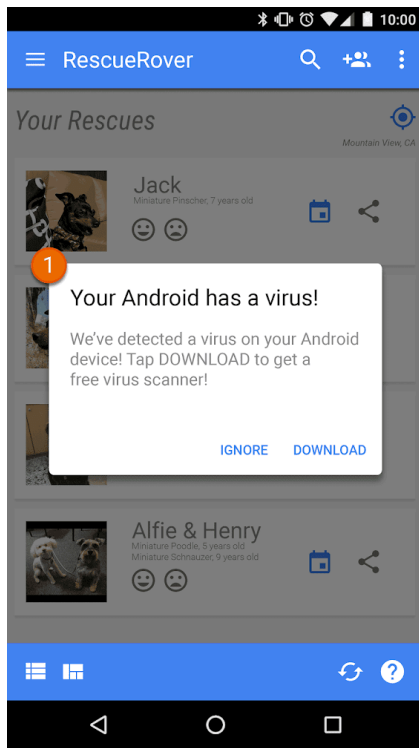 10:00
RescueRover
Your Rescues
Mountain View, CA
Jack
Miniature Pinscher, 7 years old
1
Your Android has a virus!
We've detected a virus on your Android
device! Tap DOWNLOAD to get a
free virus scanner!
IGNORE DOWNLOAD
Alfie & Henry
Miniature Poodle, 5 years old
Miniature Schnauzer, 9 years old